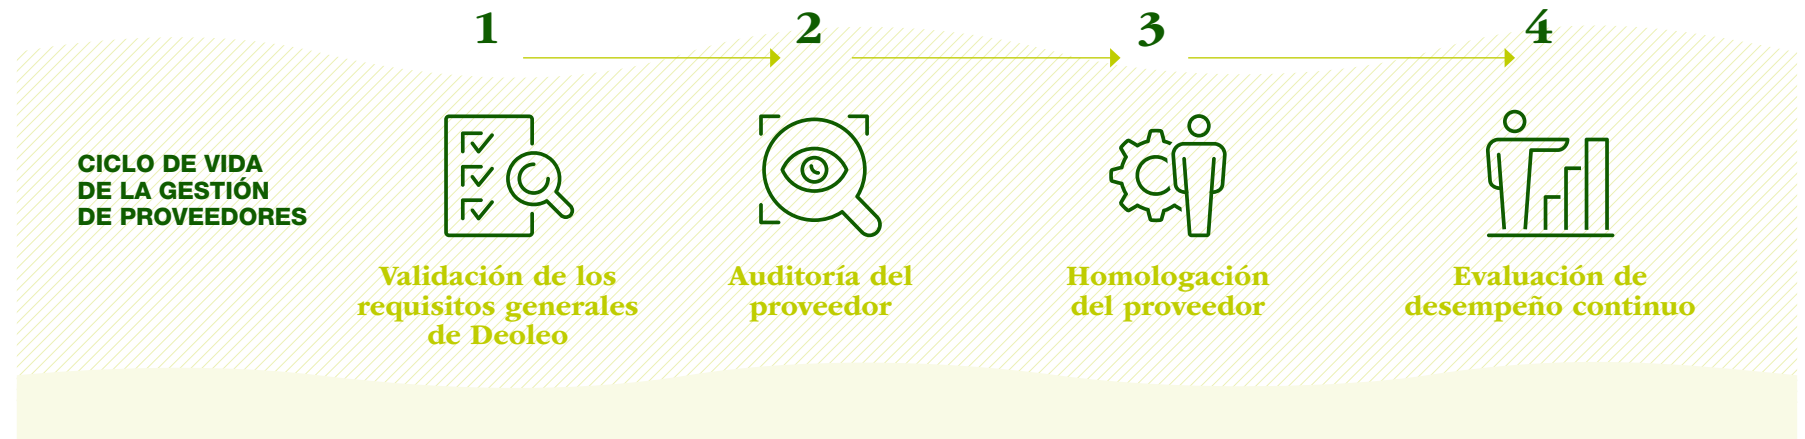 1
2
3
4
CICLO DE VIDA
DE LA GESTIÓN
DE PROVEEDORES
Validación de los
requisitos generales
de Deoleo
Auditoría del
proveedor
Homologación
del proveedor
Evaluación de
desempeño continuo